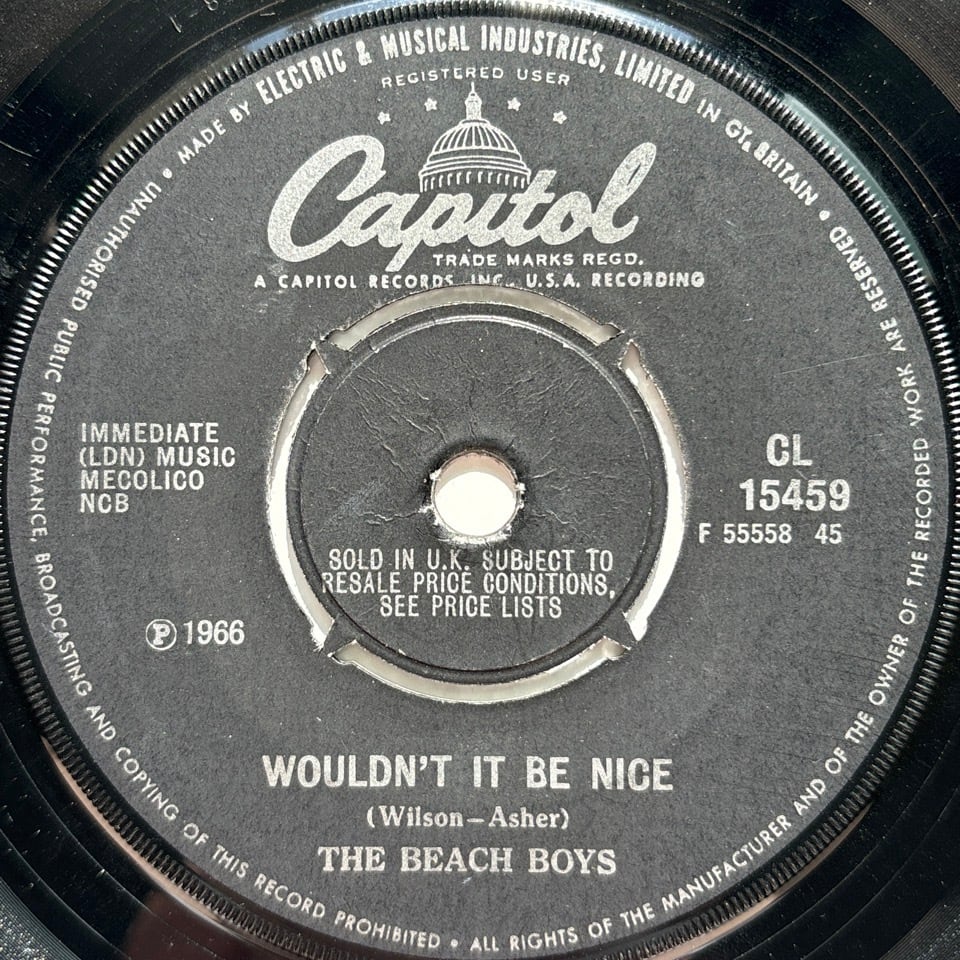 MADE BY ELECTRIC & MUSICAL INDUSTRIES, LIMITED IN GT. BRITAIN • ALL RIGHTS OF THE MANUFACTURER AND OF THE OWNER OF THE RECORDED WORK ARE RESERVED •
UNAUTHORISED PUBLIC PERFORMANCE, BROADCASTING AND COPYING OF THIS RECORD PROHIBITED •
REGISTERED USER
Capitol
TRADE MARKS REGD.
A CAPITOL RECORDS, INC., U.S.A. RECORDING
IMMEDIATE
(LDN) MUSIC
MECOLICO
NCB
CL
15459
F 55558 45
SOLD IN U.K. SUBJECT TO
RESALE PRICE CONDITIONS,
SEE PRICE LISTS
℗ 1966
WOULDN'T IT BE NICE
(Wilson–Asher)
THE BEACH BOYS